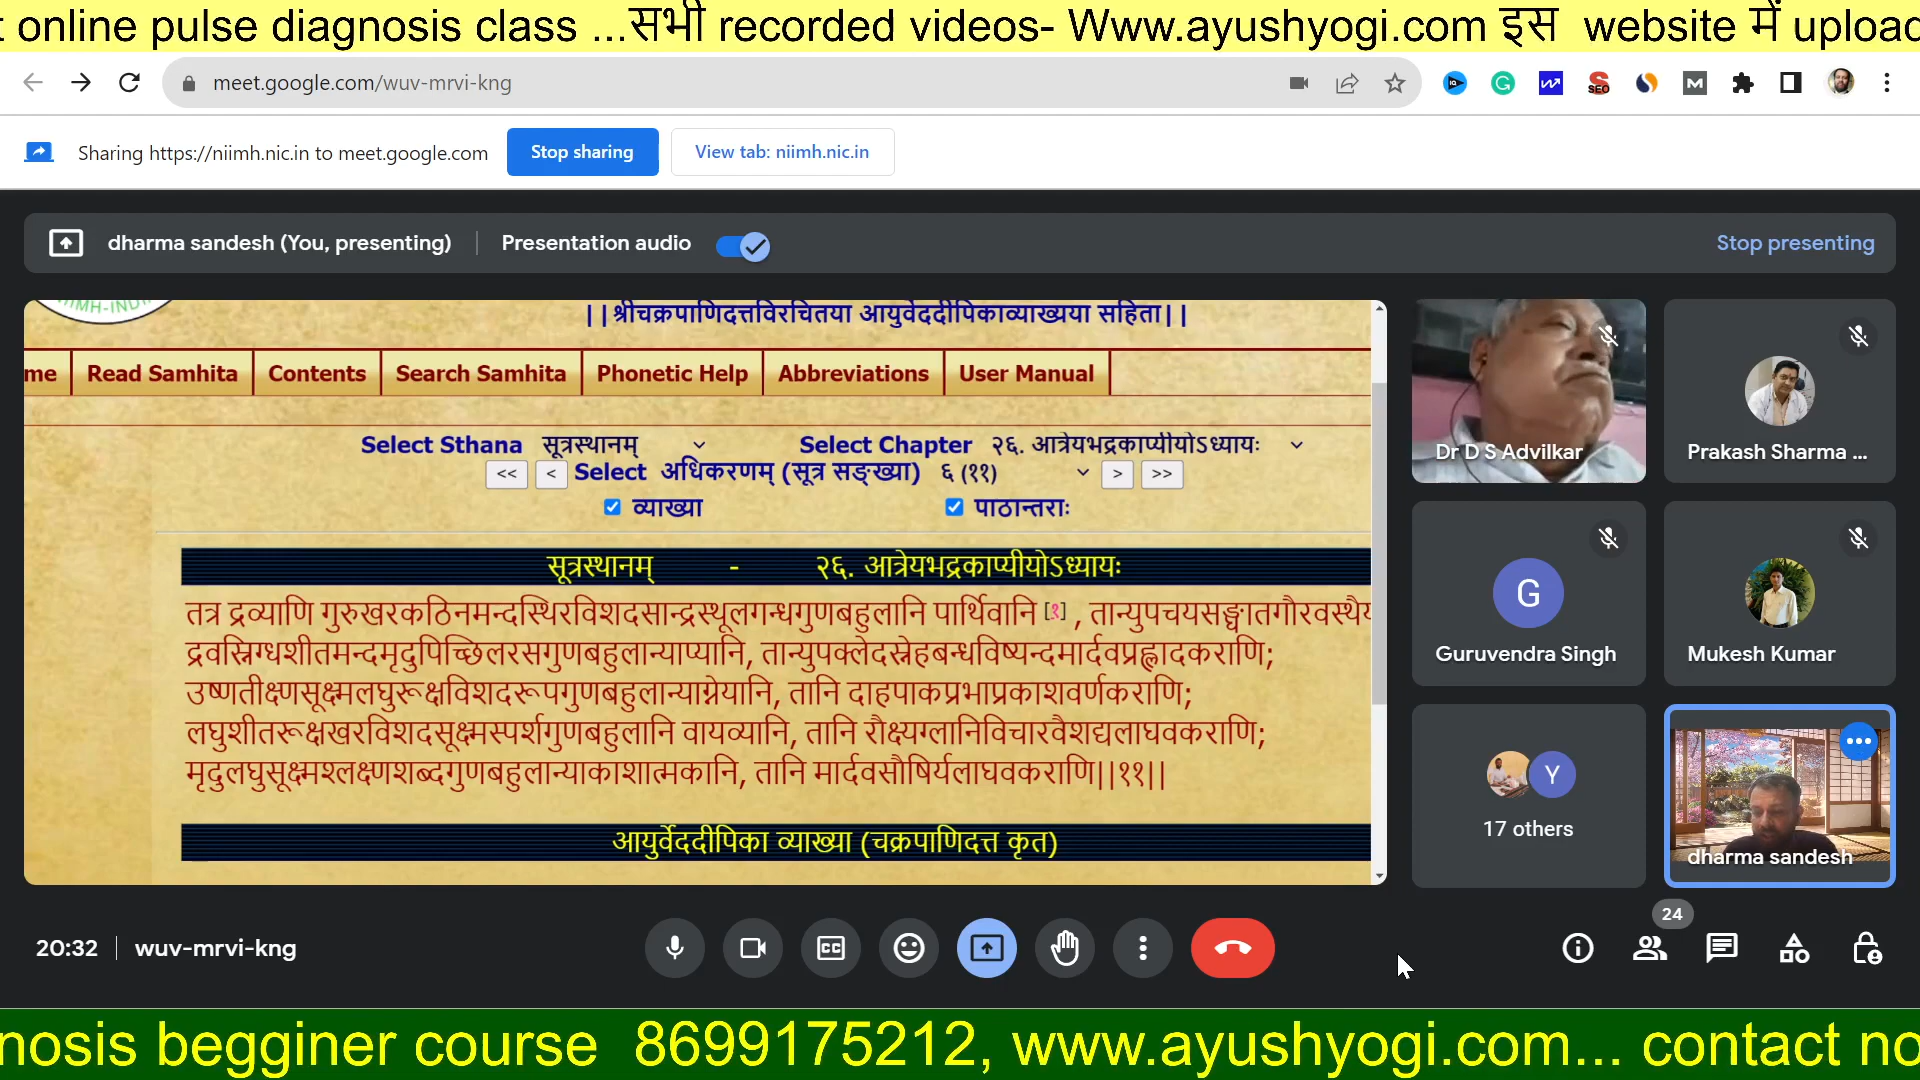 online pulse diagnosis class ...सभी recorded videos- Www.ayushyogi.com इस website में upload
meet.google.com/wuv-mrvi-kng
Sharing https://niimh.nic.in to meet.google.com
Stop sharing
View tab: niimh.nic.in
dharma sandesh (You, presenting)
Presentation audio
Stop presenting
||श्रीचक्रपाणिदत्तविरचितया आयुर्वेददीपिकाव्याख्यया सहिता||
me Read Samhita Contents Search Samhita Phonetic Help Abbreviations User Manual
Select Sthana सूत्रस्थानम् Select Chapter २६. आत्रेयभद्रकाप्यीयोऽध्यायः
<< < Select अधिकरणम् (सूत्र सङ्ख्या) ६ (११) > >>
व्याख्या पाठान्तराः
सूत्रस्थानम् - २६. आत्रेयभद्रकाप्यीयोऽध्यायः
तत्र द्रव्याणि गुरुखरकठिनमन्दस्थिरविशदसान्द्रस्थूलगन्धगुणबहुलानि पार्थिवानि [१] , तान्युपचयसङ्घातगौरवस्थैर्य
द्रवस्निग्धशीतमन्दमृदुपिच्छिलरसगुणबहुलान्याप्यानि, तान्युपक्लेदस्नेहबन्धविष्यन्दमार्दवप्रह्लादकराणि;
उष्णतीक्ष्णसूक्ष्मलघुरूक्षविशदरूपगुणबहुलान्याग्नेयानि, तानि दाहपाकप्रभाप्रकाशवर्णकराणि;
लघुशीतरूक्षखरविशदसूक्ष्मस्पर्शगुणबहुलानि वायव्यानि, तानि रौक्ष्यग्लानिविचारवैशद्यलाघवकराणि;
मृदुलघुसूक्ष्मश्लक्ष्णशब्दगुणबहुलान्याकाशात्मकानि, तानि मार्दवसौषिर्यलाघवकराणि||११||
आयुर्वेददीपिका व्याख्या (चक्रपाणिदत्त कृत)
Dr D S Advilkar
Prakash Sharma ...
G
Guruvendra Singh
Mukesh Kumar
Y
17 others
dharma sandesh
24
20:32 wuv-mrvi-kng
nosis begginer course 8699175212, www.ayushyogi.com... contact no